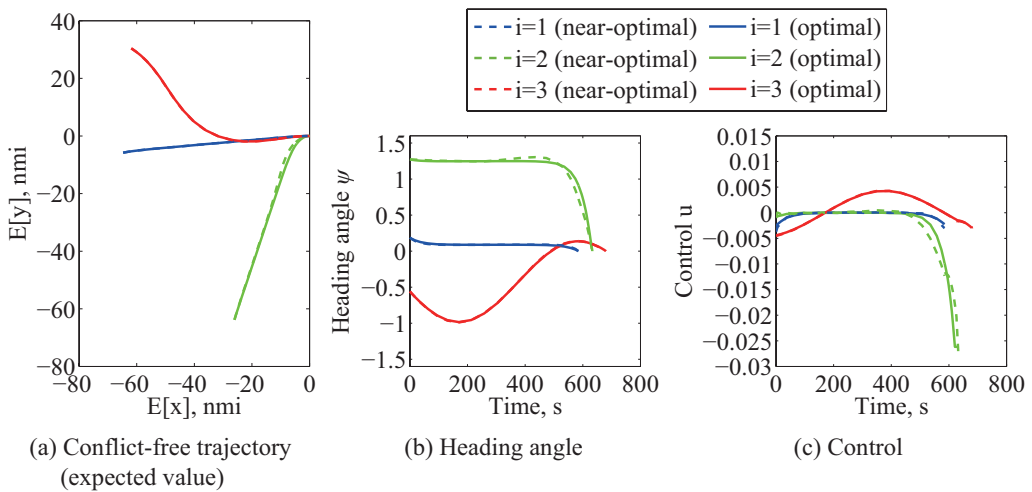 i=1 (near-optimal) i=1 (optimal)
i=2 (near-optimal) i=2 (optimal)
i=3 (near-optimal) i=3 (optimal)
40
20
0
−20
−40
−60
−80
E[y], nmi
−80 −60 −40 −20 0
E[x], nmi
(a) Conflict-free trajectory
(expected value)
1.5
1
0.5
0
−0.5
−1
−1.5
Heading angle ψ
0 200 400 600 800
Time, s
(b) Heading angle
0.015
0.01
0.005
0
−0.005
−0.01
−0.015
−0.02
−0.025
−0.03
Control u
0 200 400 600 800
Time, s
(c) Control